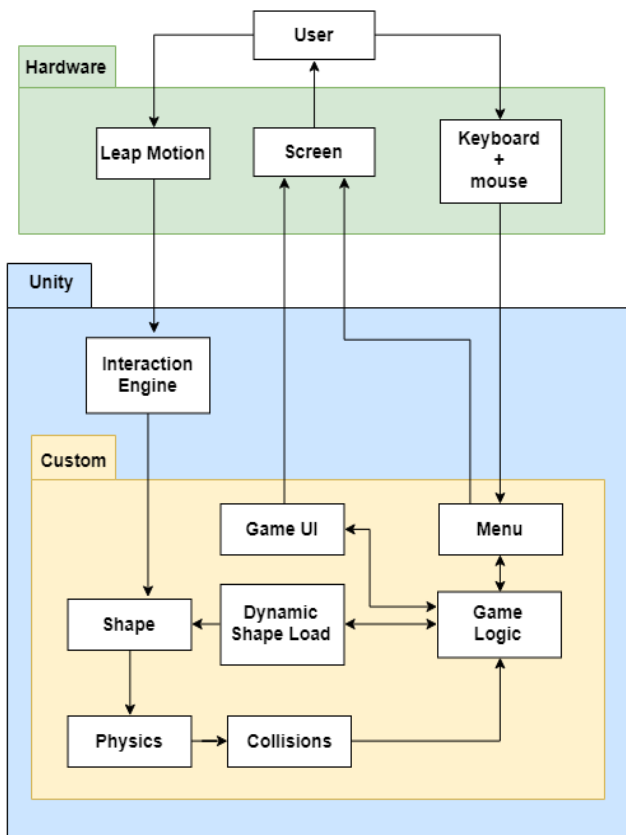 User
Hardware
Leap Motion
Screen
Keyboard
+
mouse
Unity
Interaction
Engine
Custom
Game UI
Menu
Shape
Dynamic
Shape Load
Game
Logic
Physics
Collisions